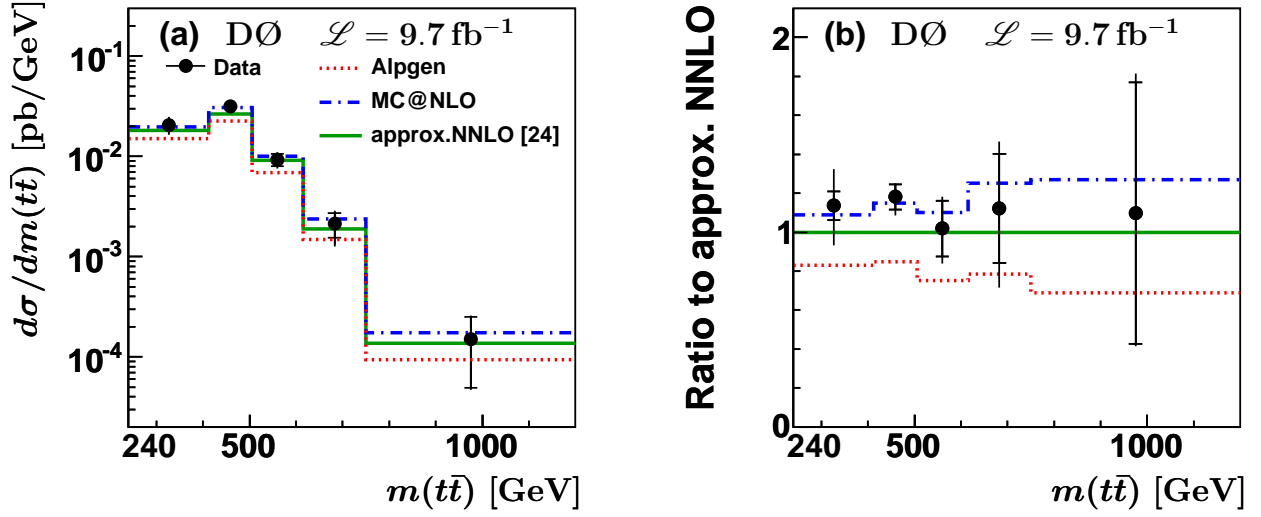 (a) DØ ℒ = 9.7 fb⁻¹
Data
Alpgen
MC@NLO
approx.NNLO [24]
dσ/dm(tt̄) [pb/GeV]
10⁻¹
10⁻²
10⁻³
10⁻⁴
240 500 1000
m(tt̄) [GeV]
(b) DØ ℒ = 9.7 fb⁻¹
Ratio to approx. NNLO
2
1
0
240 500 1000
m(tt̄) [GeV]